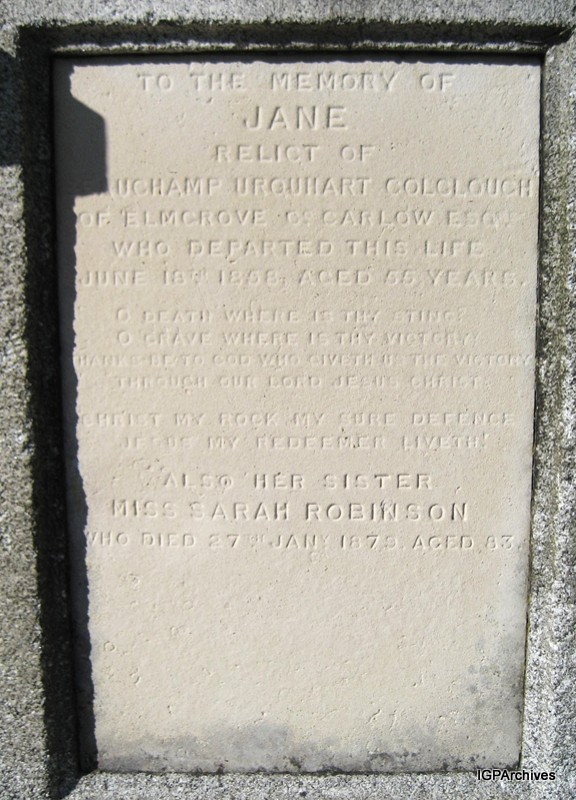 TO THE MEMORY OF
JANE
RELICT OF
AUCHAMP URQUHART COLCLOUGH
OF ELMGROVE CO. CARLOW ESQR.
WHO DEPARTED THIS LIFE
JUNE 18TH 1858, AGED 55 YEARS.
O DEATH WHERE IS THY STING?
O GRAVE WHERE IS THY VICTORY?
THANKS BE TO GOD WHO GIVETH US THE VICTORY
THROUGH OUR LORD JESUS CHRIST.
CHRIST MY ROCK MY SURE DEFENCE
JESUS MY REDEEMER LIVETH!
ALSO HER SISTER
MISS SARAH ROBINSON
WHO DIED 27TH JANY 1879, AGED 83.
IGPArchives